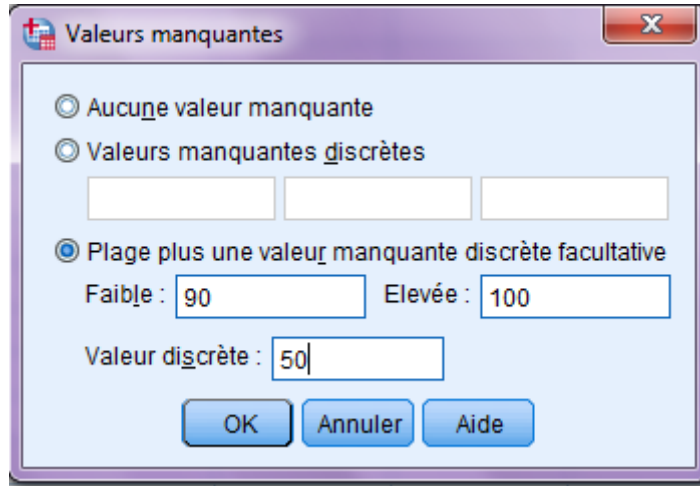 Valeurs manquantes
Aucune valeur manquante
Valeurs manquantes discrètes
Plage plus une valeur manquante discrète facultative
Faible : 90 Elevée : 100
Valeur discrète : 50
OK Annuler Aide